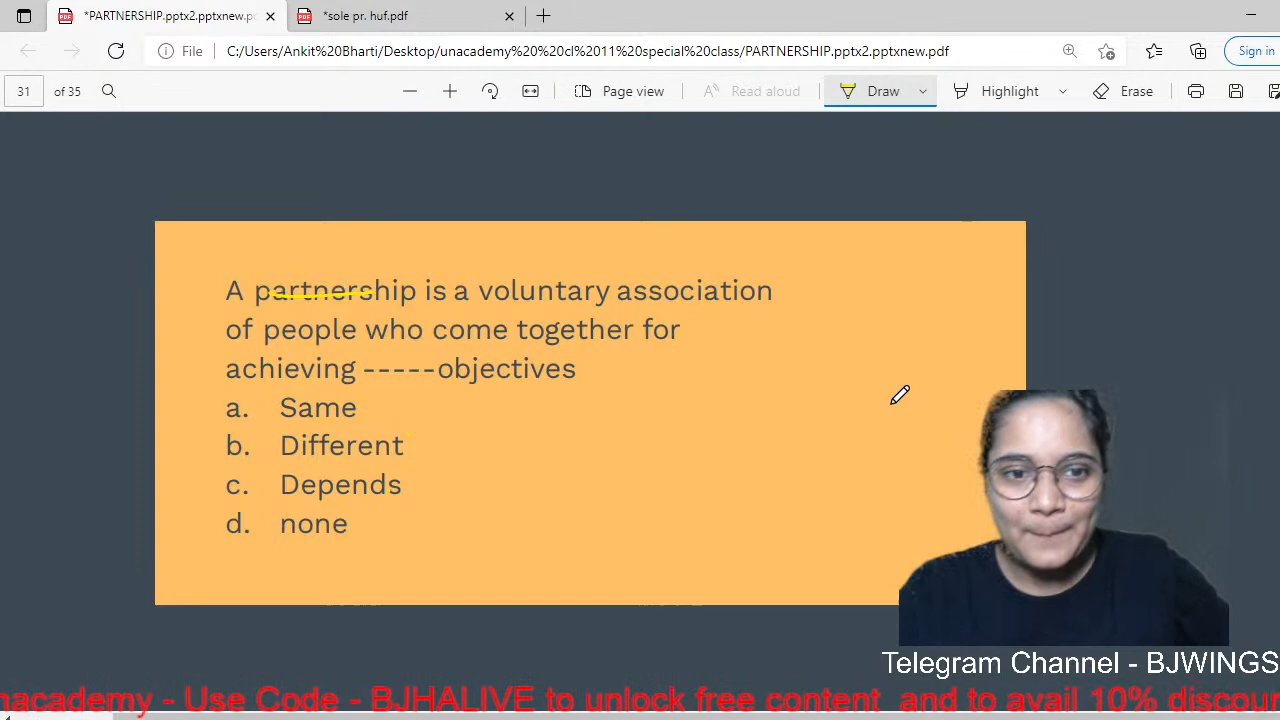 *PARTNERSHIP.pptx2.pptxnew.pdf
*sole pr. huf.pdf
File
C:/Users/Ankit%20Bharti/Desktop/unacademy%20%20cl%2011%20special%20class/PARTNERSHIP.pptx2.pptxnew.pdf
Sign in
31 of 35
Page view
Read aloud
Draw
Highlight
Erase
A partnership is a voluntary association
of people who come together for
achieving -----objectives
a. Same
b. Different
c. Depends
d. none
Telegram Channel - BJWINGS
nacademy - Use Code - BJHALIVE to unlock free content and to avail 10% discou